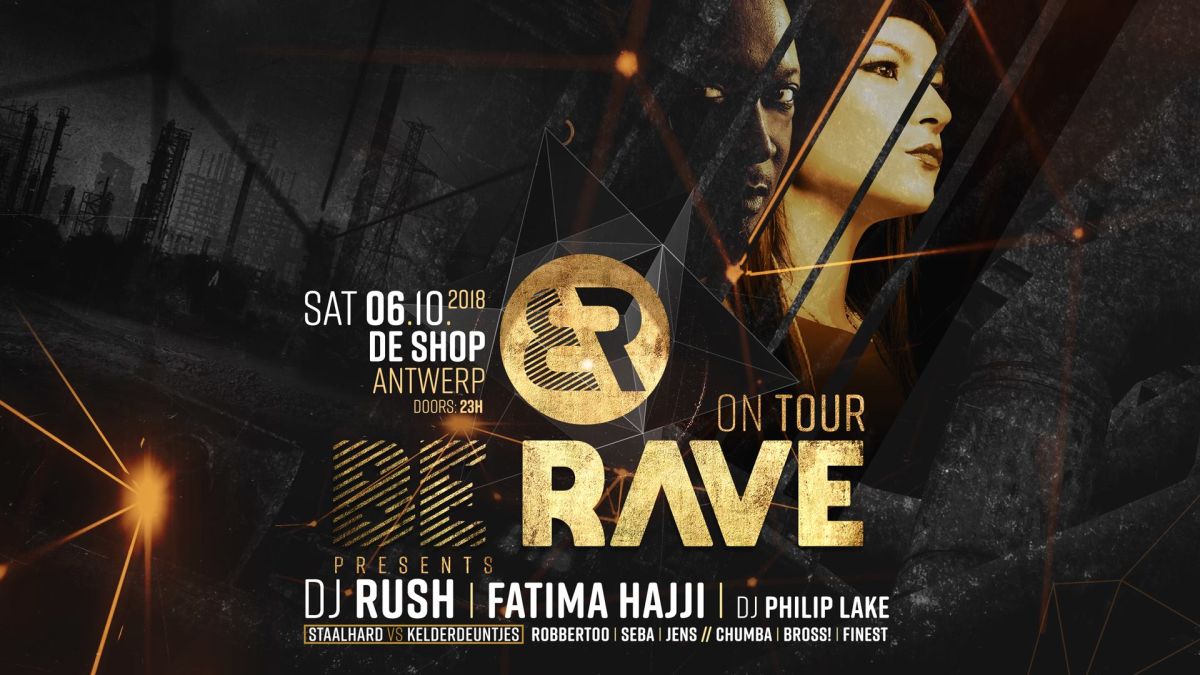 SAT 06.10.2018
DE SHOP
ANTWERP
DOORS: 23H
BR
ON TOUR
BE RAVE
PRESENTS
DJ RUSH | FATIMA HAJJI | DJ PHILIP LAKE
STAALHARD VS KELDERDEUNTJES ROBBERTOO | SEBA | JENS // CHUMBA | BROSS! | FINEST